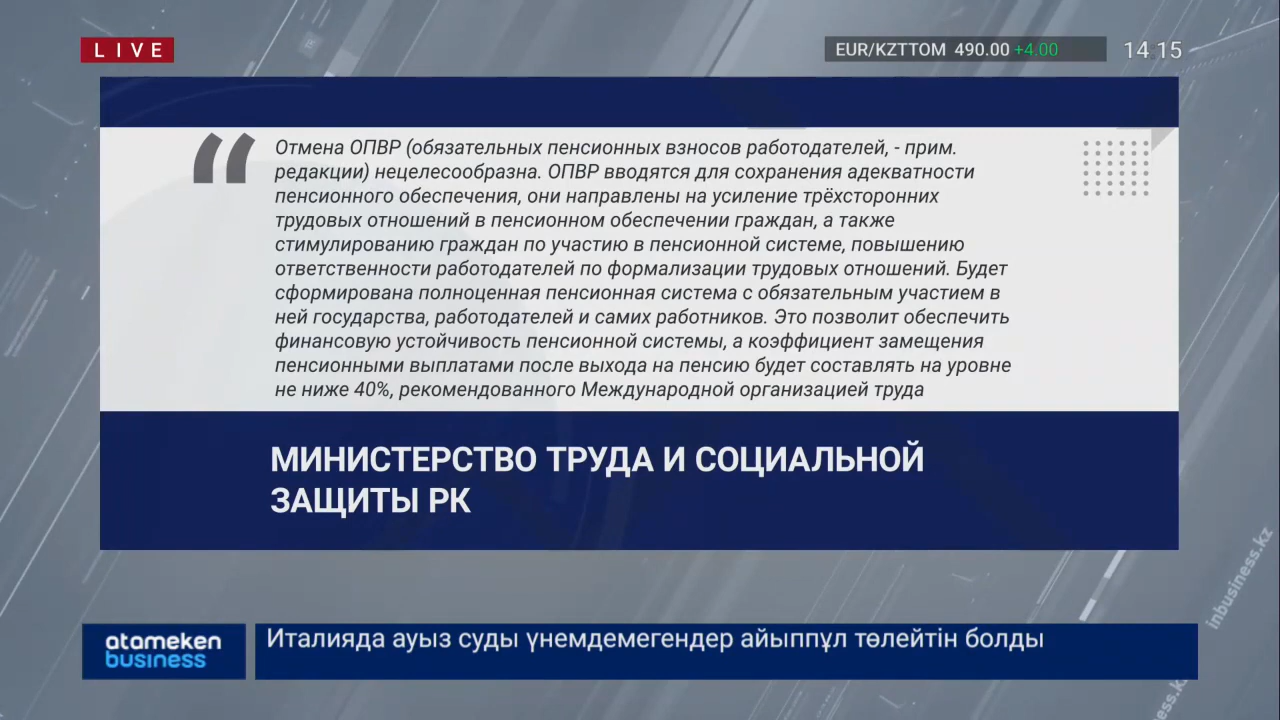 LIVE
EUR/KZTTOM 490.00 +4.00
14:15
Отмена ОПВР (обязательных пенсионных взносов работодателей, - прим.
редакции) нецелесообразна. ОПВР вводятся для сохранения адекватности
пенсионного обеспечения, они направлены на усиление трёхсторонних
трудовых отношений в пенсионном обеспечении граждан, а также
стимулированию граждан по участию в пенсионной системе, повышению
ответственности работодателей по формализации трудовых отношений. Будет
сформирована полноценная пенсионная система с обязательным участием в
ней государства, работодателей и самих работников. Это позволит обеспечить
финансовую устойчивость пенсионной системы, а коэффициент замещения
пенсионными выплатами после выхода на пенсию будет составлять на уровне
не ниже 40%, рекомендованного Международной организацией труда
МИНИСТЕРСТВО ТРУДА И СОЦИАЛЬНОЙ
ЗАЩИТЫ РК
inbusiness.kz
atameken
business
Италияда ауыз суды үнемдемегендер айыппұл төлейтін болды